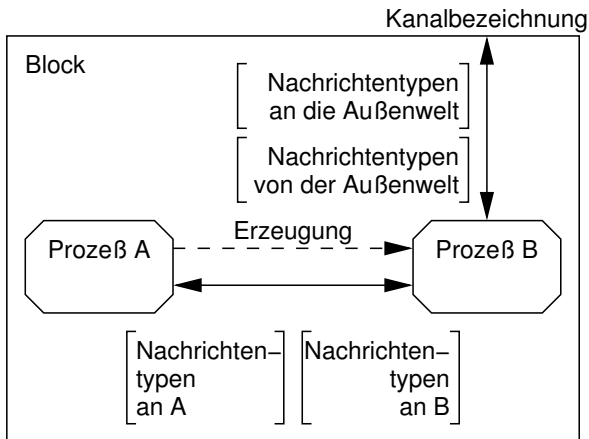 Kanalbezeichnung
Block
Nachrichtentypen
an die Außenwelt
Nachrichtentypen
von der Außenwelt
Prozeß A
Erzeugung
Prozeß B
Nachrichten−
typen
an A
Nachrichten−
typen
an B